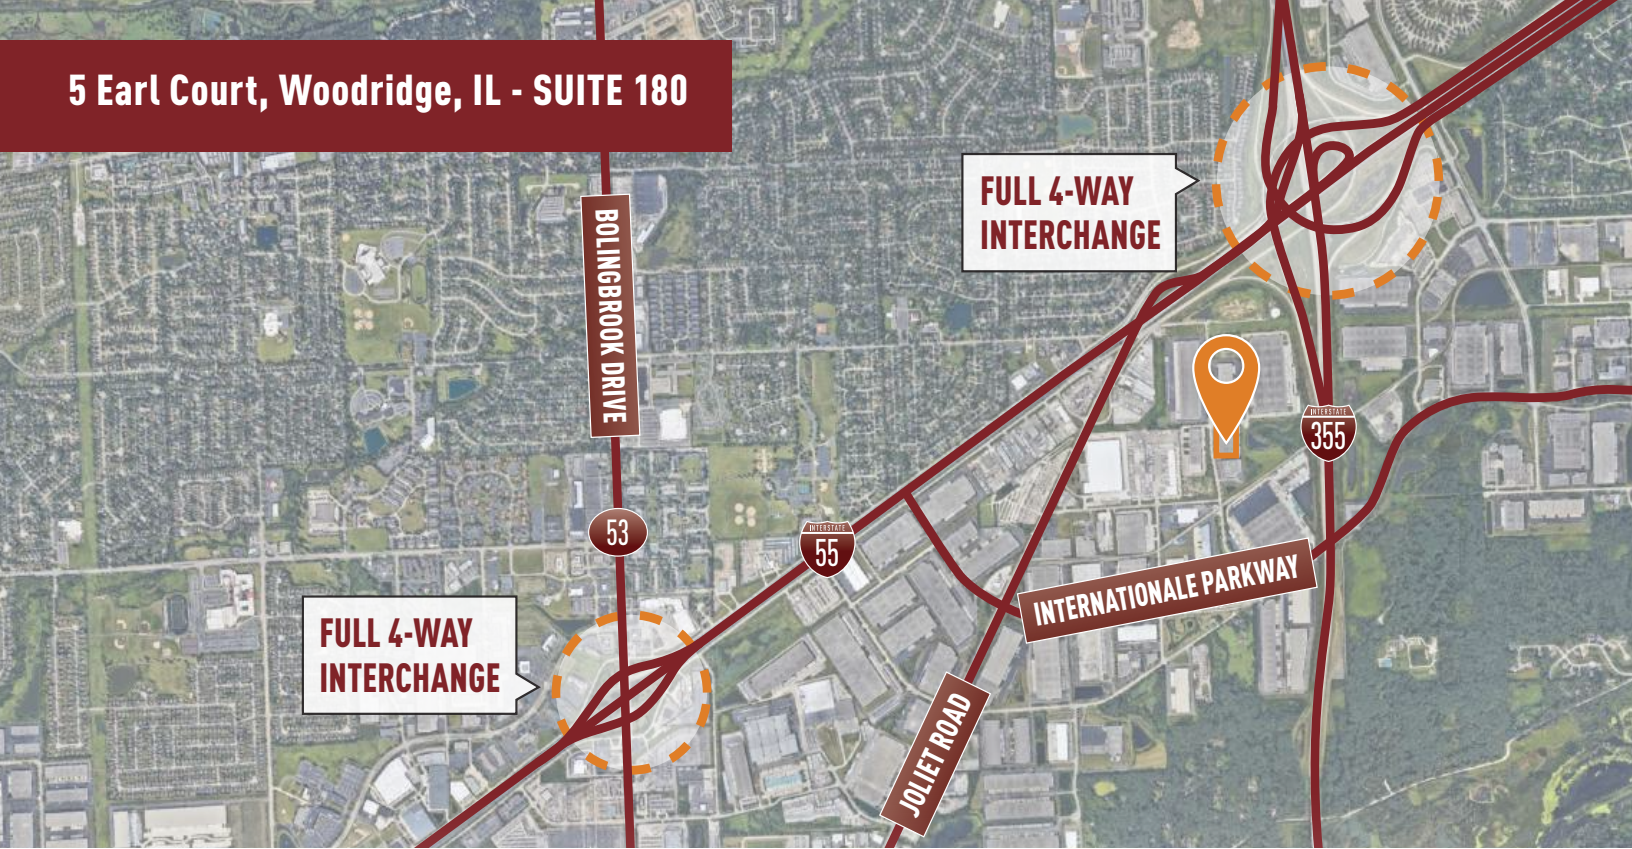 5 Earl Court, Woodridge, IL - SUITE 180
BOLINGBROOK DRIVE
FULL 4-WAY
INTERCHANGE
INTERSTATE
355
53
INTERSTATE
55
INTERNATIONALE PARKWAY
FULL 4-WAY
INTERCHANGE
JOLIET ROAD